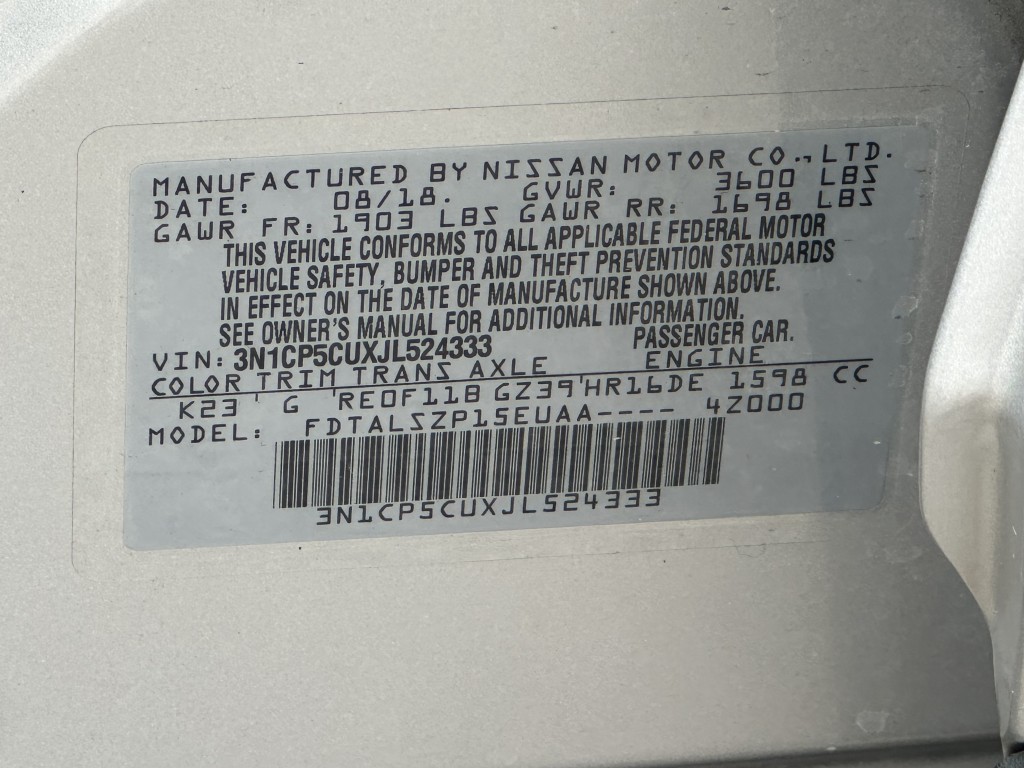 MANUFACTURED BY NISSAN MOTOR CO., LTD.
DATE: 08/18. GVWR: 3600 LBS
GAWR FR: 1903 LBS GAWR RR: 1698 LBS
THIS VEHICLE CONFORMS TO ALL APPLICABLE FEDERAL MOTOR
VEHICLE SAFETY, BUMPER AND THEFT PREVENTION STANDARDS
IN EFFECT ON THE DATE OF MANUFACTURE SHOWN ABOVE.
SEE OWNER'S MANUAL FOR ADDITIONAL INFORMATION.
VIN: 3N1CP5CUXJL524333 PASSENGER CAR.
COLOR TRIM TRANS AXLE ENGINE
K23 ' G 'RE0F11B GZ39'HR16DE 1598 CC
MODEL: FDTALSZP15EUAA---- 4Z000
3N1CP5CUXJL524333